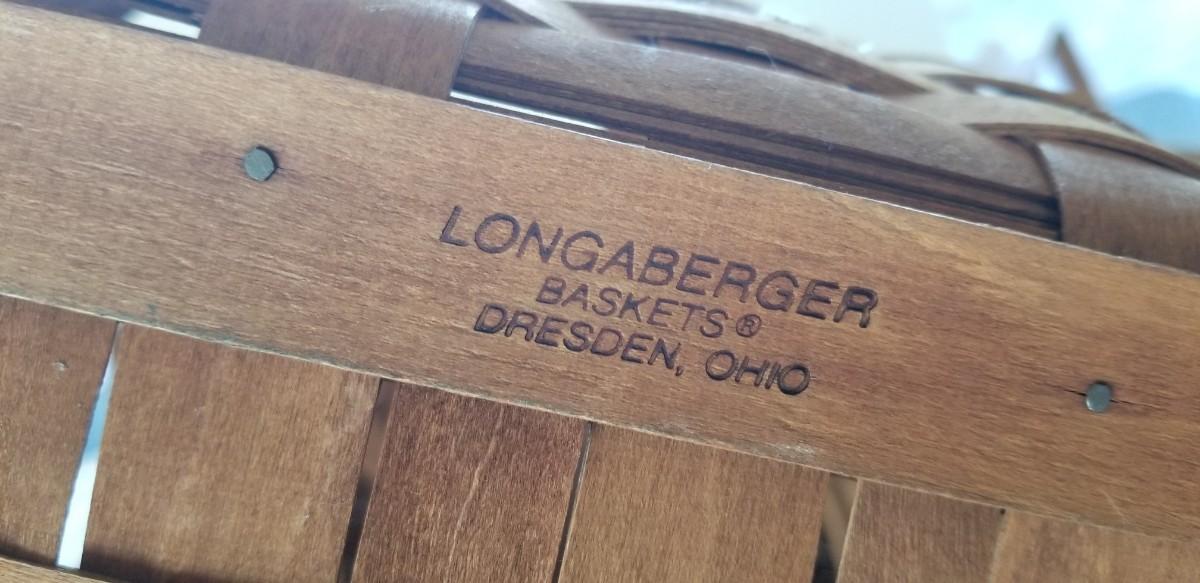 LONGABERGER
BASKETS®
DRESDEN, OHIO